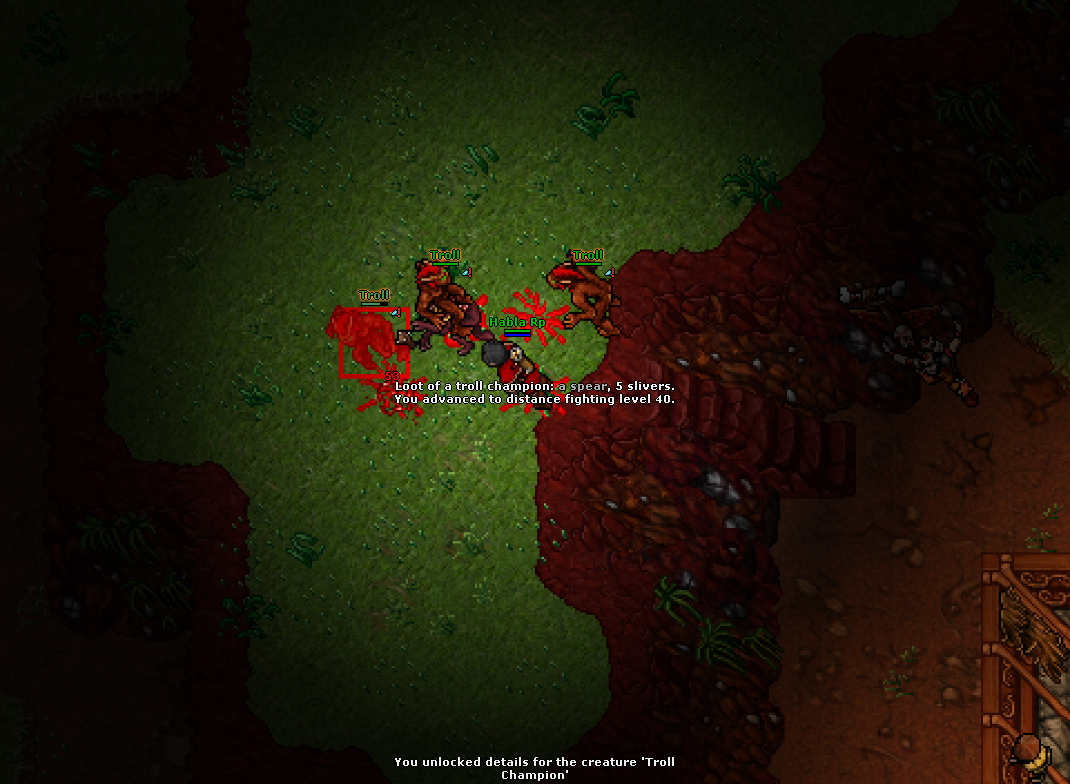 Troll
Troll
Troll
Habla Rp
53
Loot of a troll champion: a spear, 5 slivers.
You advanced to distance fighting level 40.
You unlocked details for the creature 'Troll
Champion'